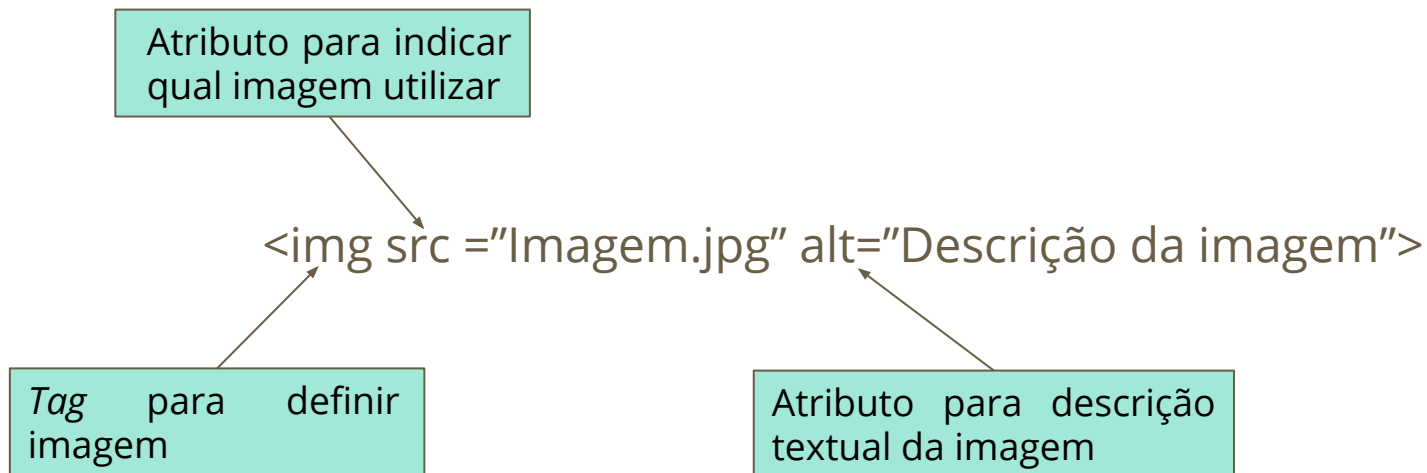 Atributo para indicar
qual imagem utilizar
<img src =”Imagem.jpg” alt=”Descrição da imagem”>
Tag para definir
imagem
Atributo para descrição
textual da imagem